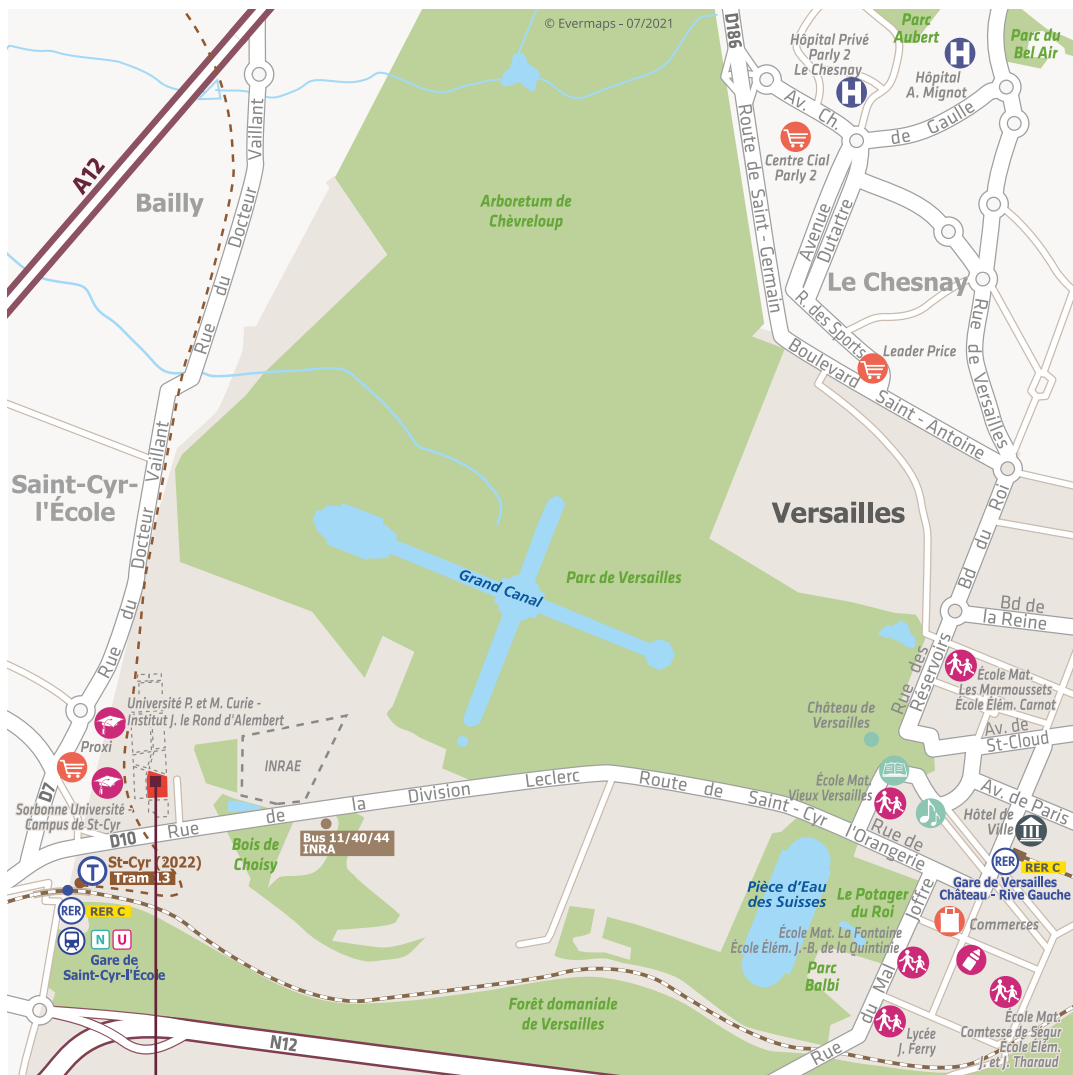 © Evermaps - 07/2021
D186
Parc
Aubert
Parc du
Bel Air
Hôpital Privé
Parly 2
Le Chesnay
H
H
Hôpital
A. Mignot
Av. Ch.
de Gaulle
Centre Cial
Parly 2
Route de Saint - Germain
Avenue
Dutartre
A12
Bailly
Rue du Docteur Vaillant
Arboretum de
Chèvreloup
Le Chesnay
R. des Sports
Leader Price
Rue de Versailles
Boulevard Saint - Antoine
Saint-Cyr-
l'École
Rue du Docteur Vaillant
Versailles
Bd du Roi
Grand Canal
Parc de Versailles
Bd de
la Reine
Rue des
Réservoirs
École Mat.
Les Marmoussets
École Élém. Carnot
Université P. et M. Curie -
Institut J. le Rond d'Alembert
Château de
Versailles
Av. de
St-Cloud
Proxi
INRAE
D7
Sorbonne Université
Campus de St-Cyr
École Mat.
Vieux Versailles
Av. de Paris
Hôtel de
Ville
D10
Rue de la Division Leclerc
Route de Saint - Cyr
Rue de
l'Orangerie
Bus 11/40/44
INRA
Bois de
Choisy
T
St-Cyr (2022)
Tram 13
RER
RER C
RER
RER C
Gare de Versailles
Château - Rive Gauche
N
U
Gare de
Saint-Cyr-l'École
Pièce d'Eau
des Suisses
Le Potager
du Roi
Commerces
École Mat. La Fontaine
École Élém. J.-B. de la Quintinie
Parc
Balbi
Rue du Mal Joffre
Forêt domaniale
de Versailles
N12
Lycée
J. Ferry
École Mat.
Comtesse de Ségur
École Élém.
J. et J. Tharaud